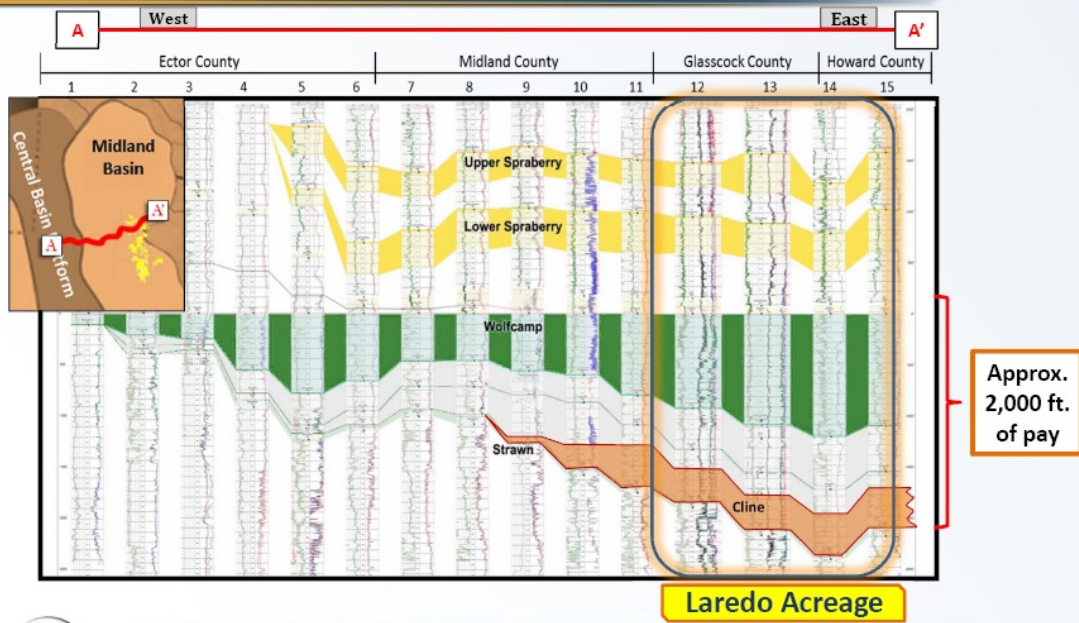 West
East
A
A'
Ector County
Midland County
Glasscock County
Howard County
1 2 3 4 5 6 7 8 9 10 11 12 13 14 15
Central Basin Platform
Midland
Basin
A
A'
Upper Spraberry
Lower Spraberry
Wolfcamp
Strawn
Cline
Approx.
2,000 ft.
of pay
Laredo Acreage